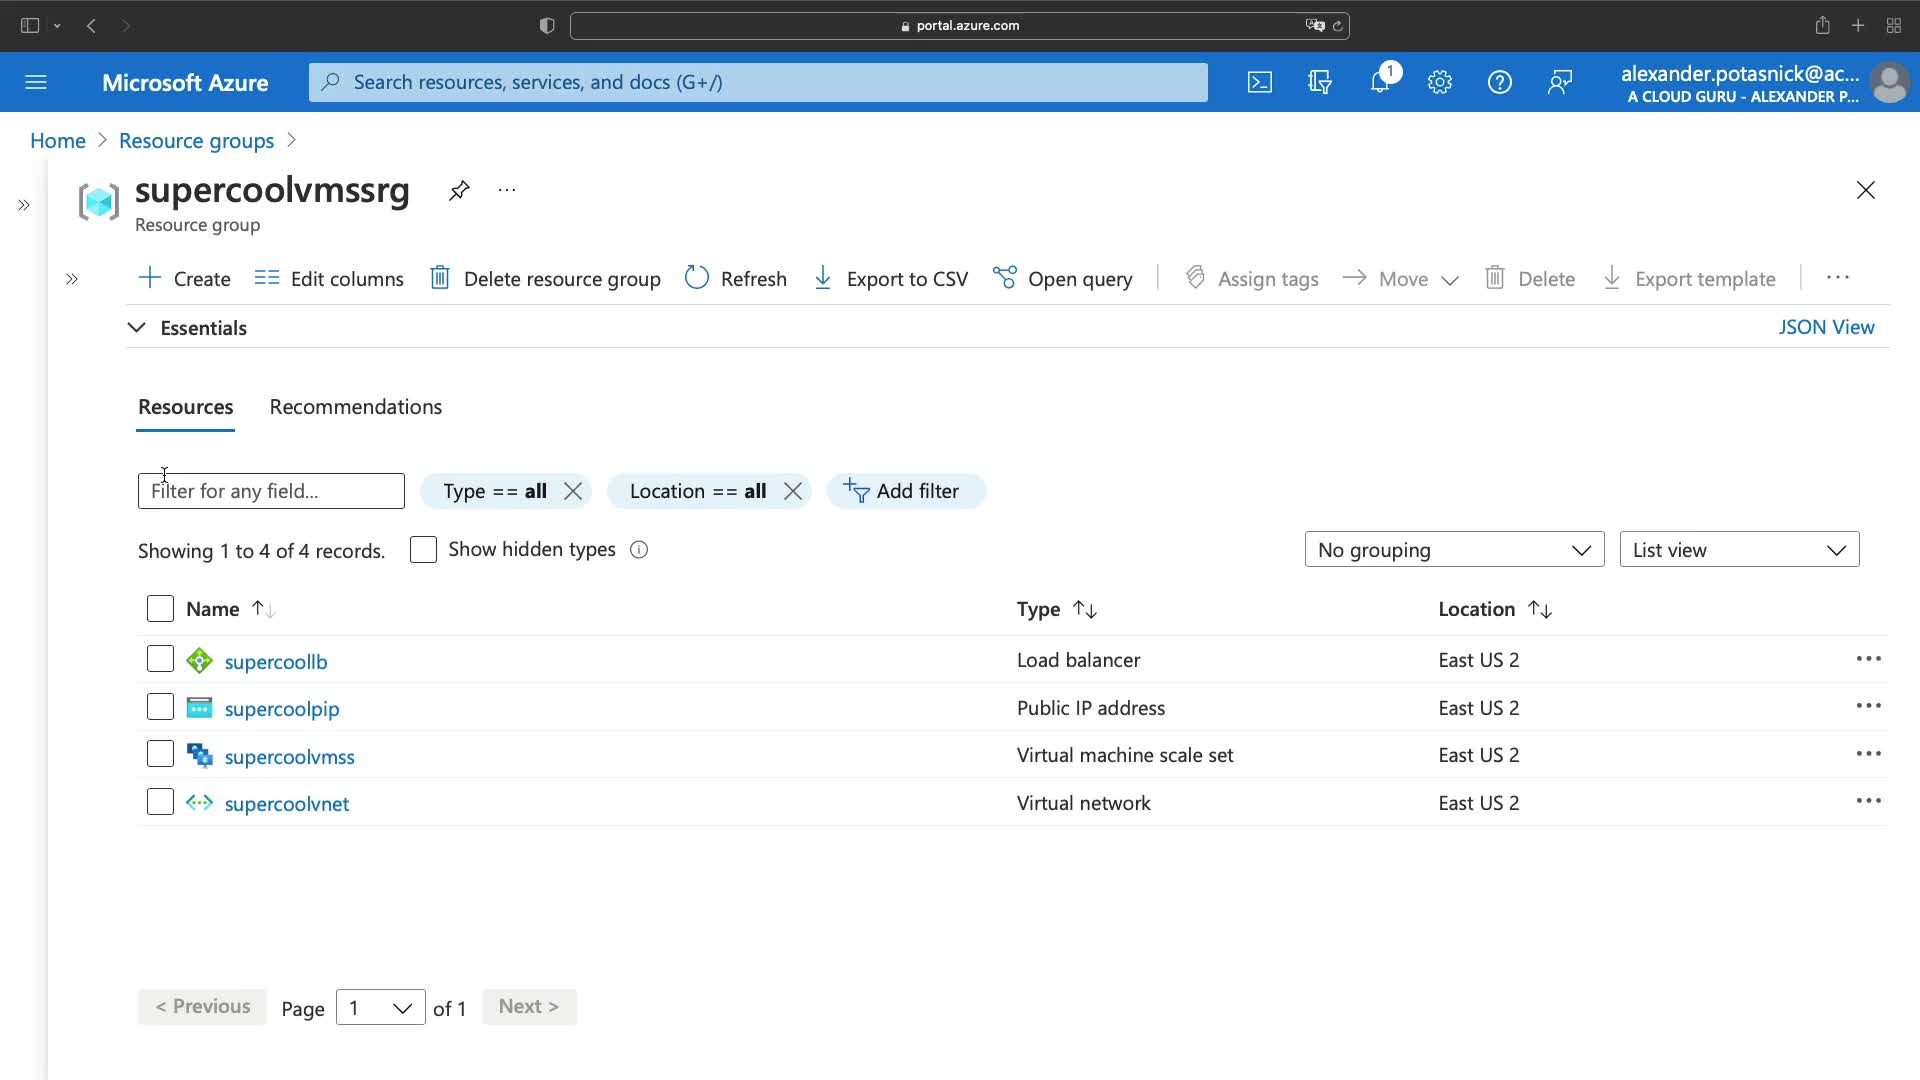 portal.azure.com
Microsoft Azure
Search resources, services, and docs (G+/)
1
alexander.potasnick@ac...
A CLOUD GURU - ALEXANDER P...
Home > Resource groups >
supercoolvmssrg
Resource group
Create
Edit columns
Delete resource group
Refresh
Export to CSV
Open query
Assign tags
Move
Delete
Export template
Essentials
JSON View
Resources
Recommendations
Filter for any field...
Type == all
Location == all
Add filter
Showing 1 to 4 of 4 records.
Show hidden types
No grouping
List view
Name
Type
Location
supercoollb
Load balancer
East US 2
supercoolpip
Public IP address
East US 2
supercoolvmss
Virtual machine scale set
East US 2
supercoolvnet
Virtual network
East US 2
< Previous
Page 1 of 1
Next >